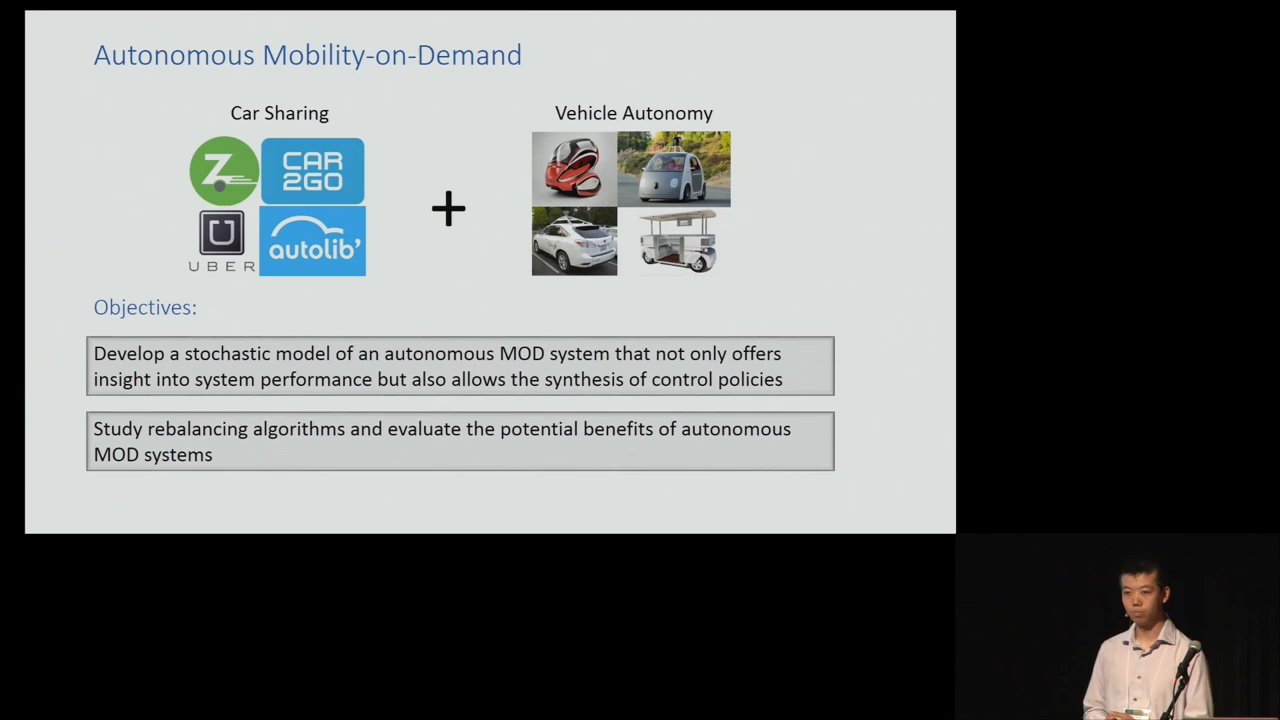 Autonomous Mobility-on-Demand
Car Sharing
Vehicle Autonomy
Z
CAR
2GO
U
UBER
autolib'
+
Objectives:
Develop a stochastic model of an autonomous MOD system that not only offers
insight into system performance but also allows the synthesis of control policies
Study rebalancing algorithms and evaluate the potential benefits of autonomous
MOD systems